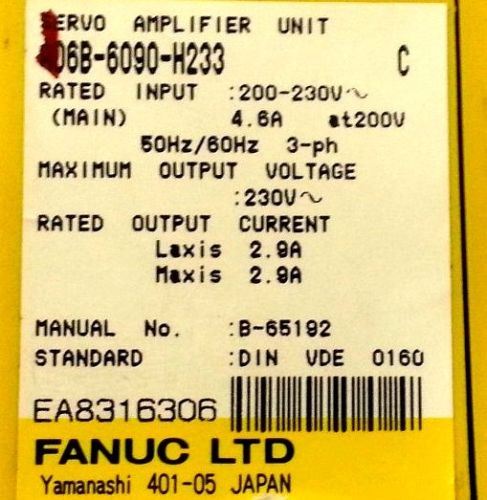 SERVO AMPLIFIER UNIT
06B-6090-H233 C
RATED INPUT :200-230V~
(MAIN) 4.6A at200V
50Hz/60Hz 3-ph
MAXIMUM OUTPUT VOLTAGE
:230V~
RATED OUTPUT CURRENT
Laxis 2.9A
Maxis 2.9A
MANUAL No. :B-65192
STANDARD :DIN VDE 0160
EA8316306
FANUC LTD
Yamanashi 401-05 JAPAN